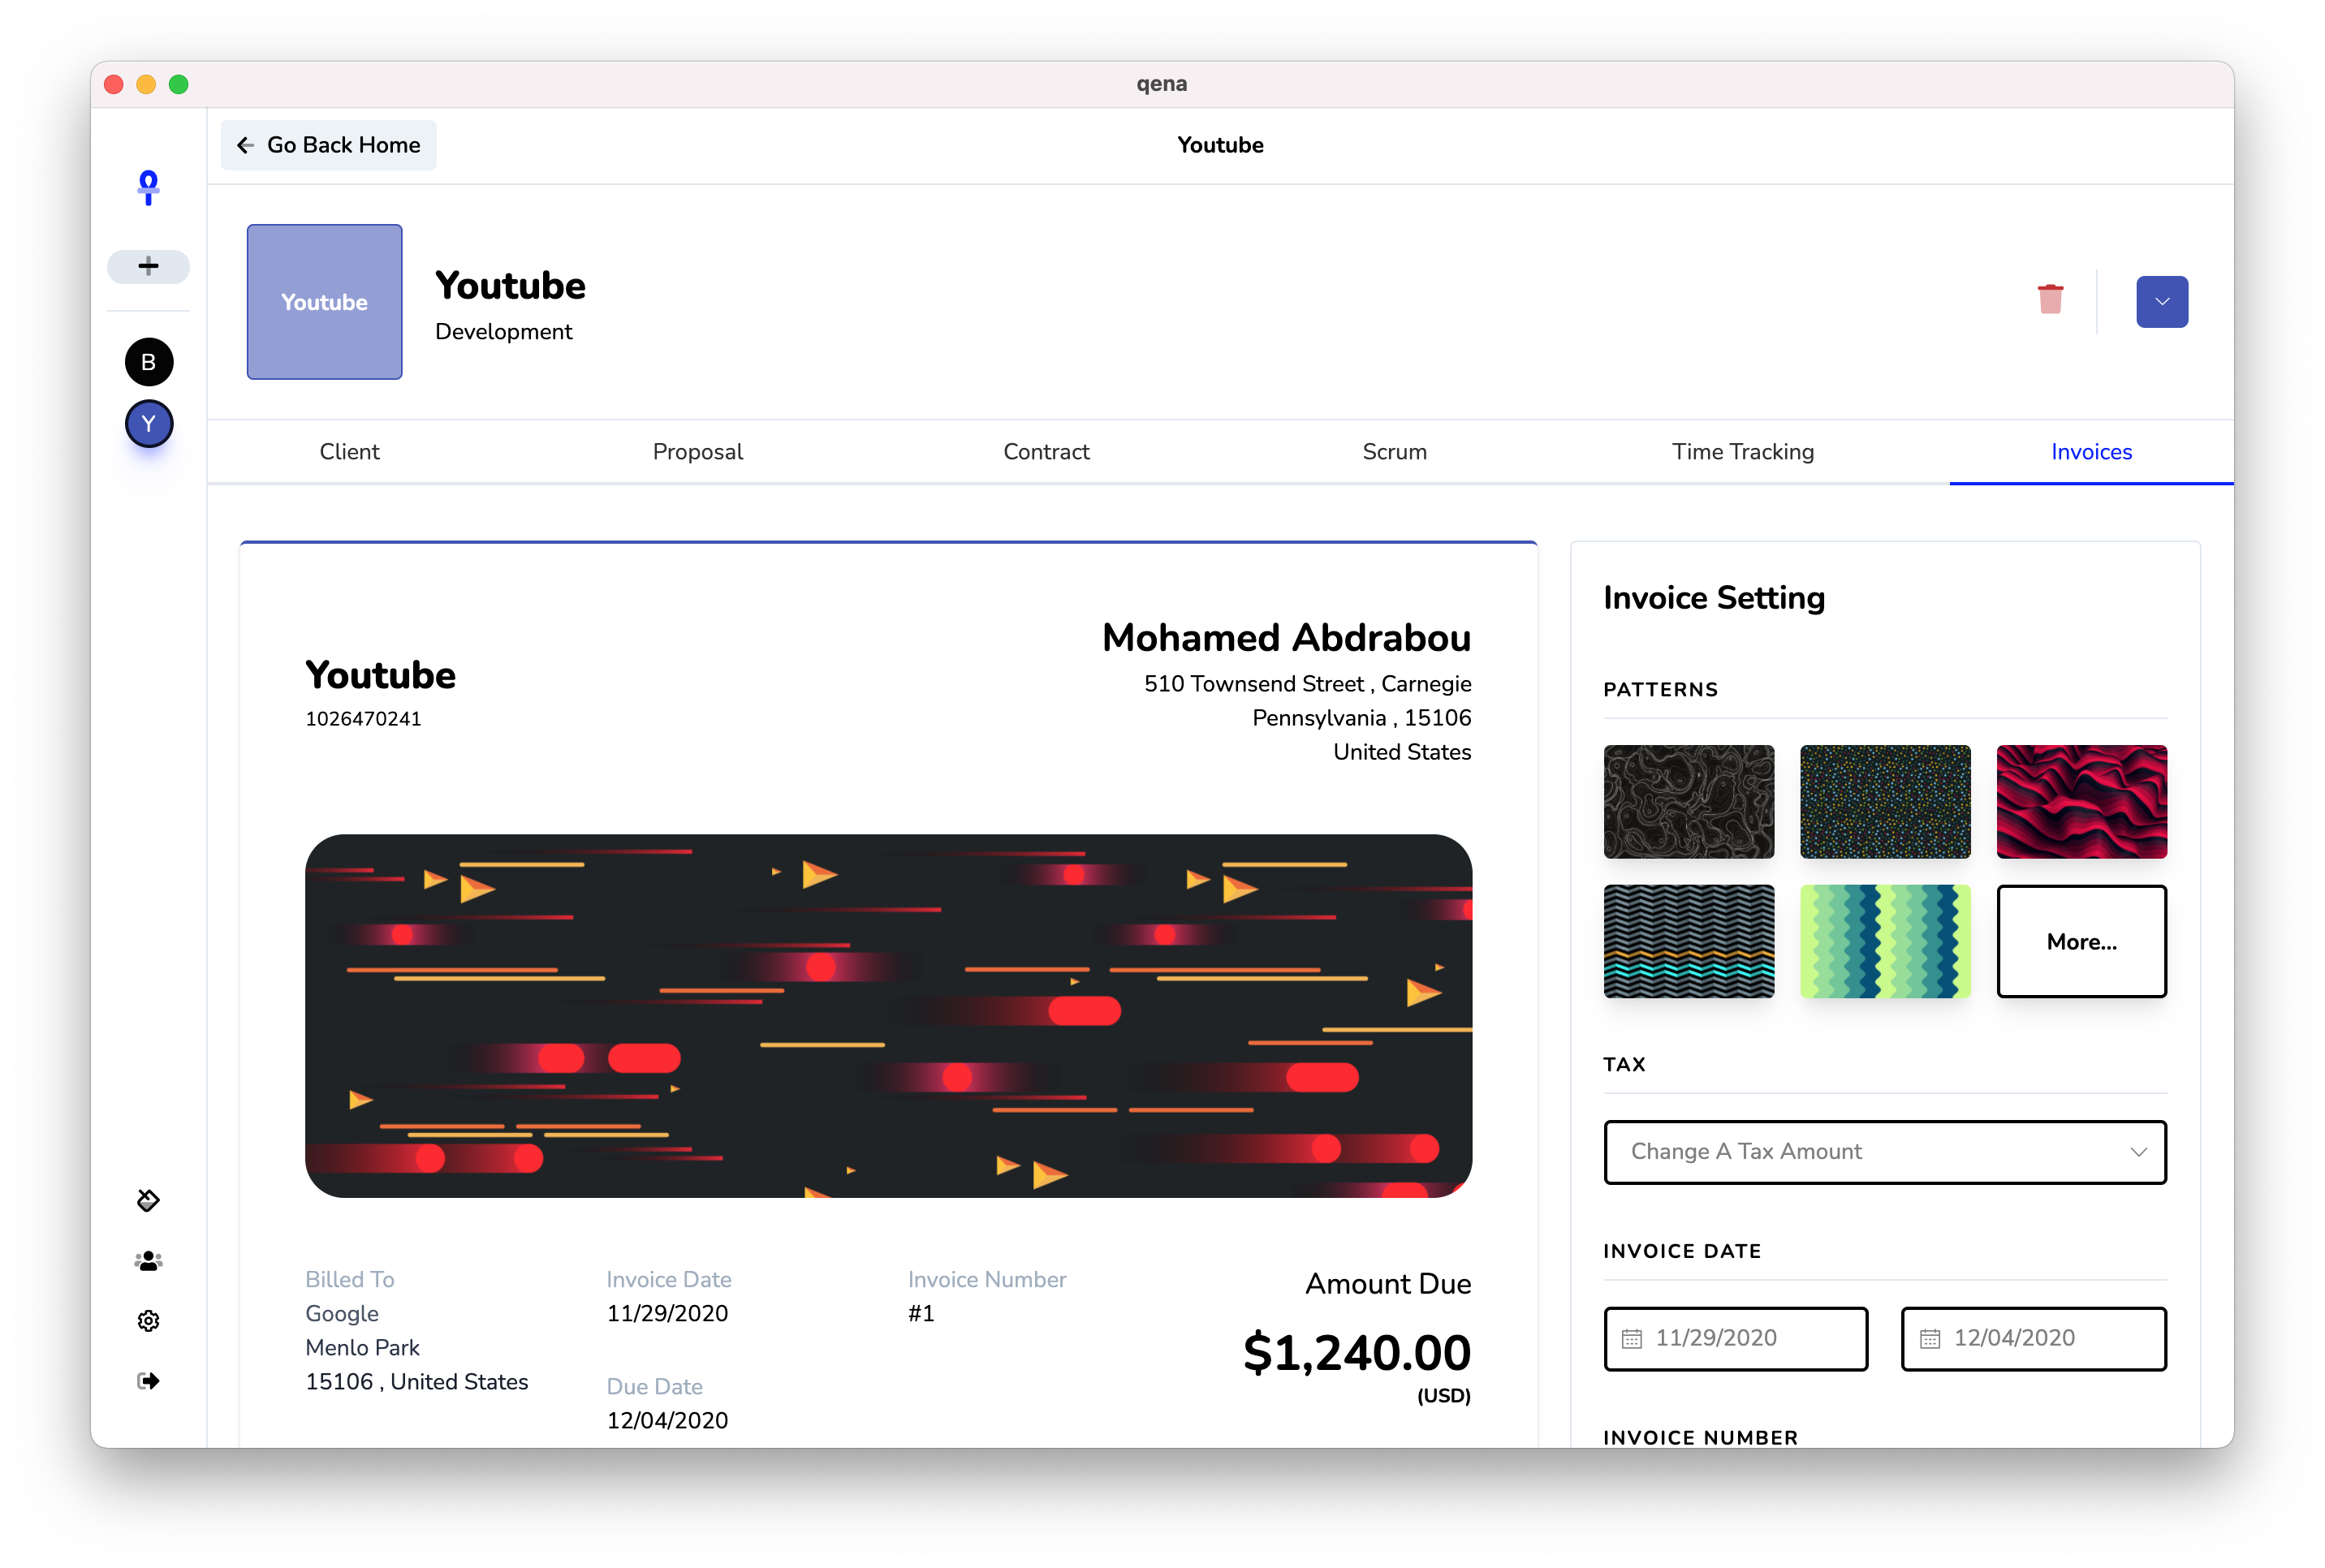 qena
Go Back Home
Youtube
Youtube
Youtube
Development
B
Y
Client
Proposal
Contract
Scrum
Time Tracking
Invoices
Youtube
1026470241
Mohamed Abdrabou
510 Townsend Street , Carnegie
Pennsylvania , 15106
United States
Billed To
Google
Menlo Park
15106 , United States
Invoice Date
11/29/2020
Due Date
12/04/2020
Invoice Number
#1
Amount Due
$1,240.00
(USD)
Invoice Setting
PATTERNS
More...
TAX
Change A Tax Amount
INVOICE DATE
11/29/2020
12/04/2020
INVOICE NUMBER